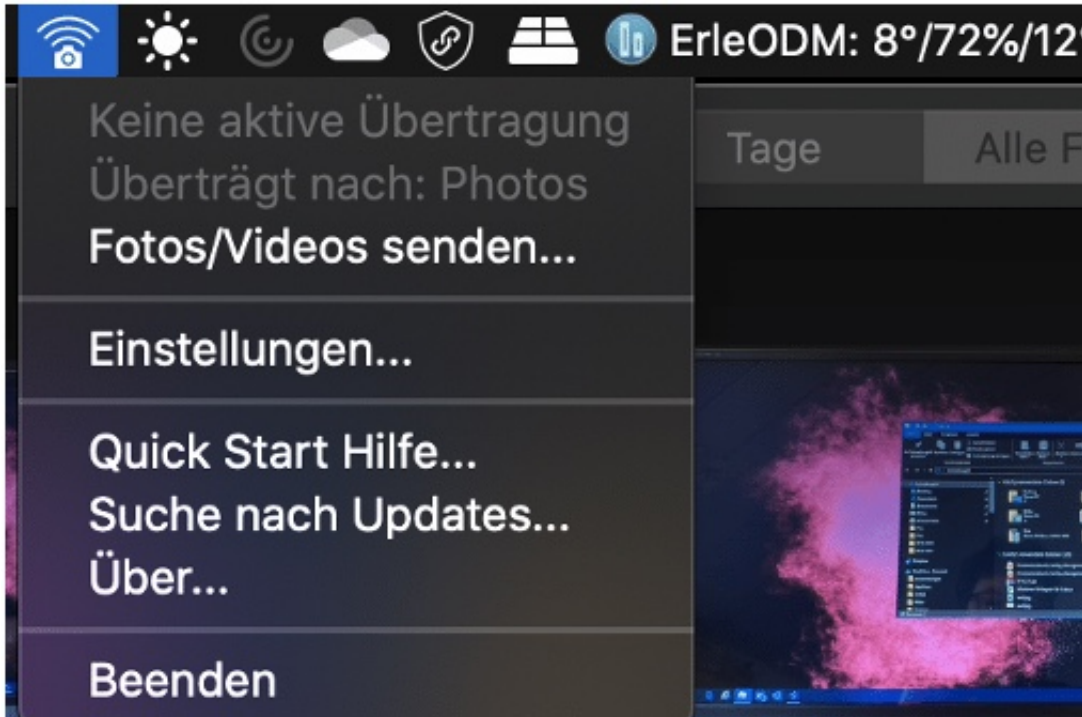 ErleODM: 8°/72%/12°
Keine aktive Übertragung
Überträgt nach: Photos
Fotos/Videos senden...
Einstellungen...
Quick Start Hilfe...
Suche nach Updates...
Über...
Beenden
Tage
Alle F